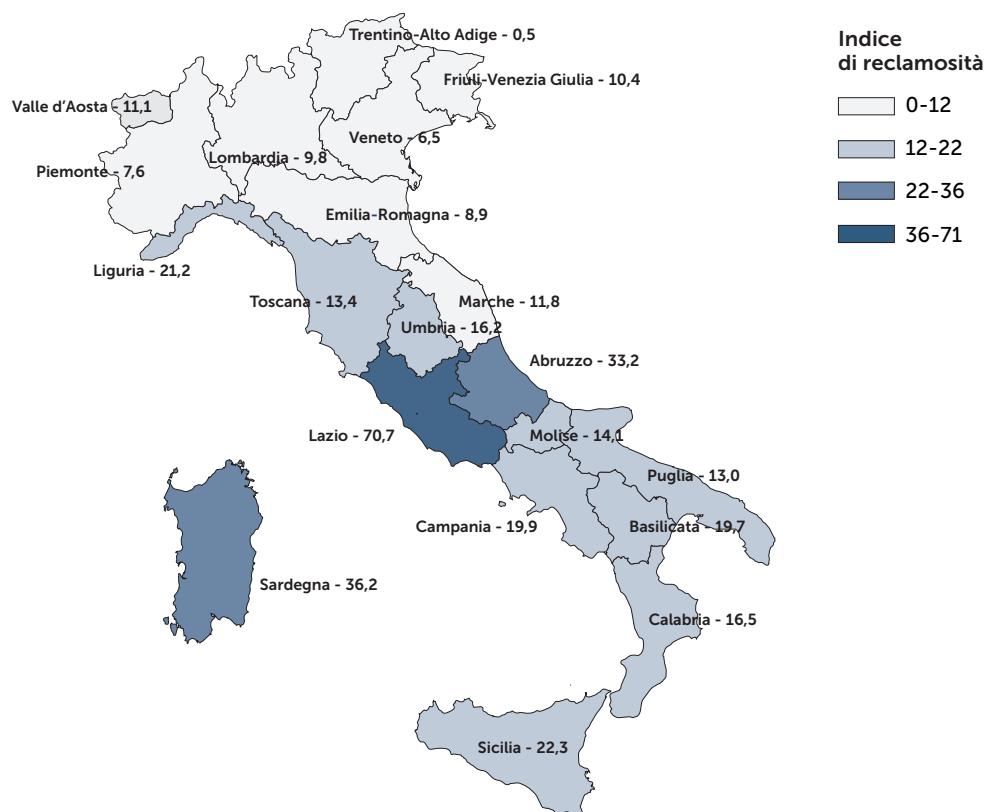 Trentino-Alto Adige - 0,5
Indice
di reclamosità
Friuli-Venezia Giulia - 10,4
0-12
Valle d'Aosta - 11,1
Veneto - 6,5
12-22
Lombardia - 9,8
Piemonte - 7,6
22-36
Emilia-Romagna - 8,9
36-71
Liguria - 21,2
Toscana - 13,4
Marche - 11,8
Umbria - 16,2
Abruzzo - 33,2
Lazio - 70,7
Molise - 14,1
Puglia - 13,0
Campania - 19,9
Basilicata - 19,7
Sardegna - 36,2
Calabria - 16,5
Sicilia - 22,3